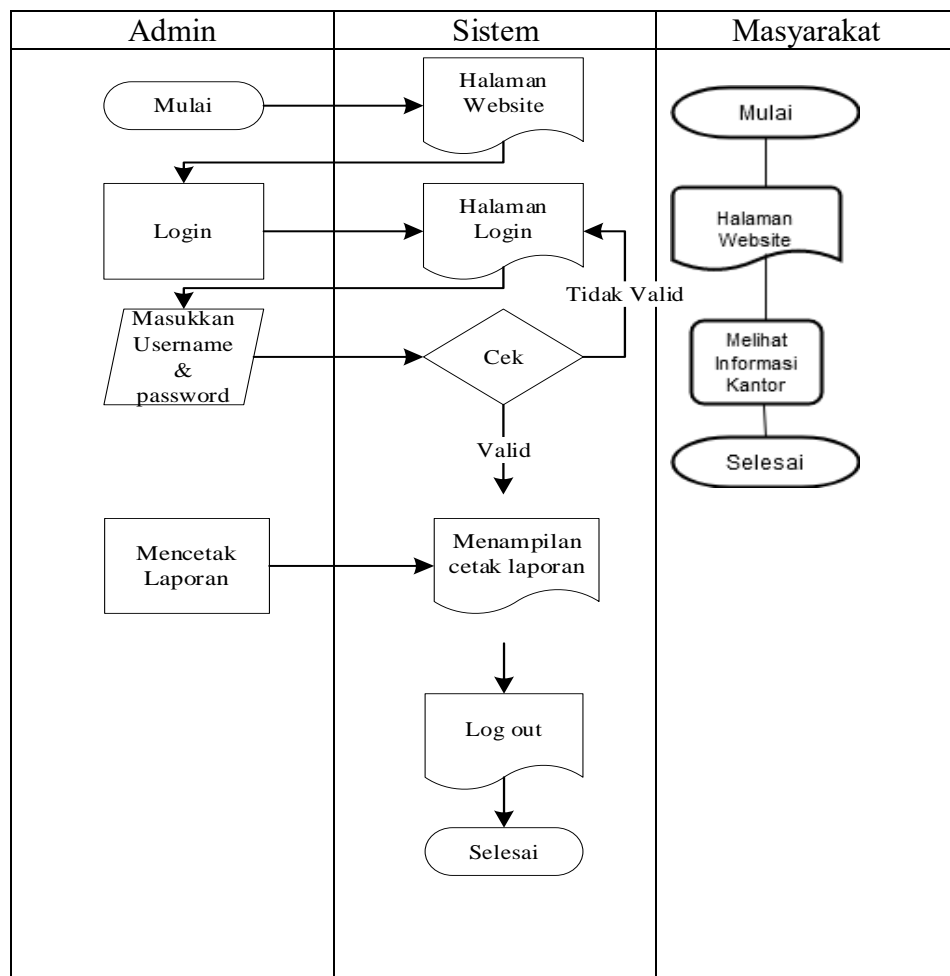 Admin
Sistem
Masyarakat
Mulai
Halaman
Website
Mulai
Login
Halaman
Login
Halaman
Website
Tidak Valid
Masukkan
Username
&
password
Cek
Melihat
Informasi
Kantor
Valid
Selesai
Mencetak
Laporan
Menampilan
cetak laporan
Log out
Selesai